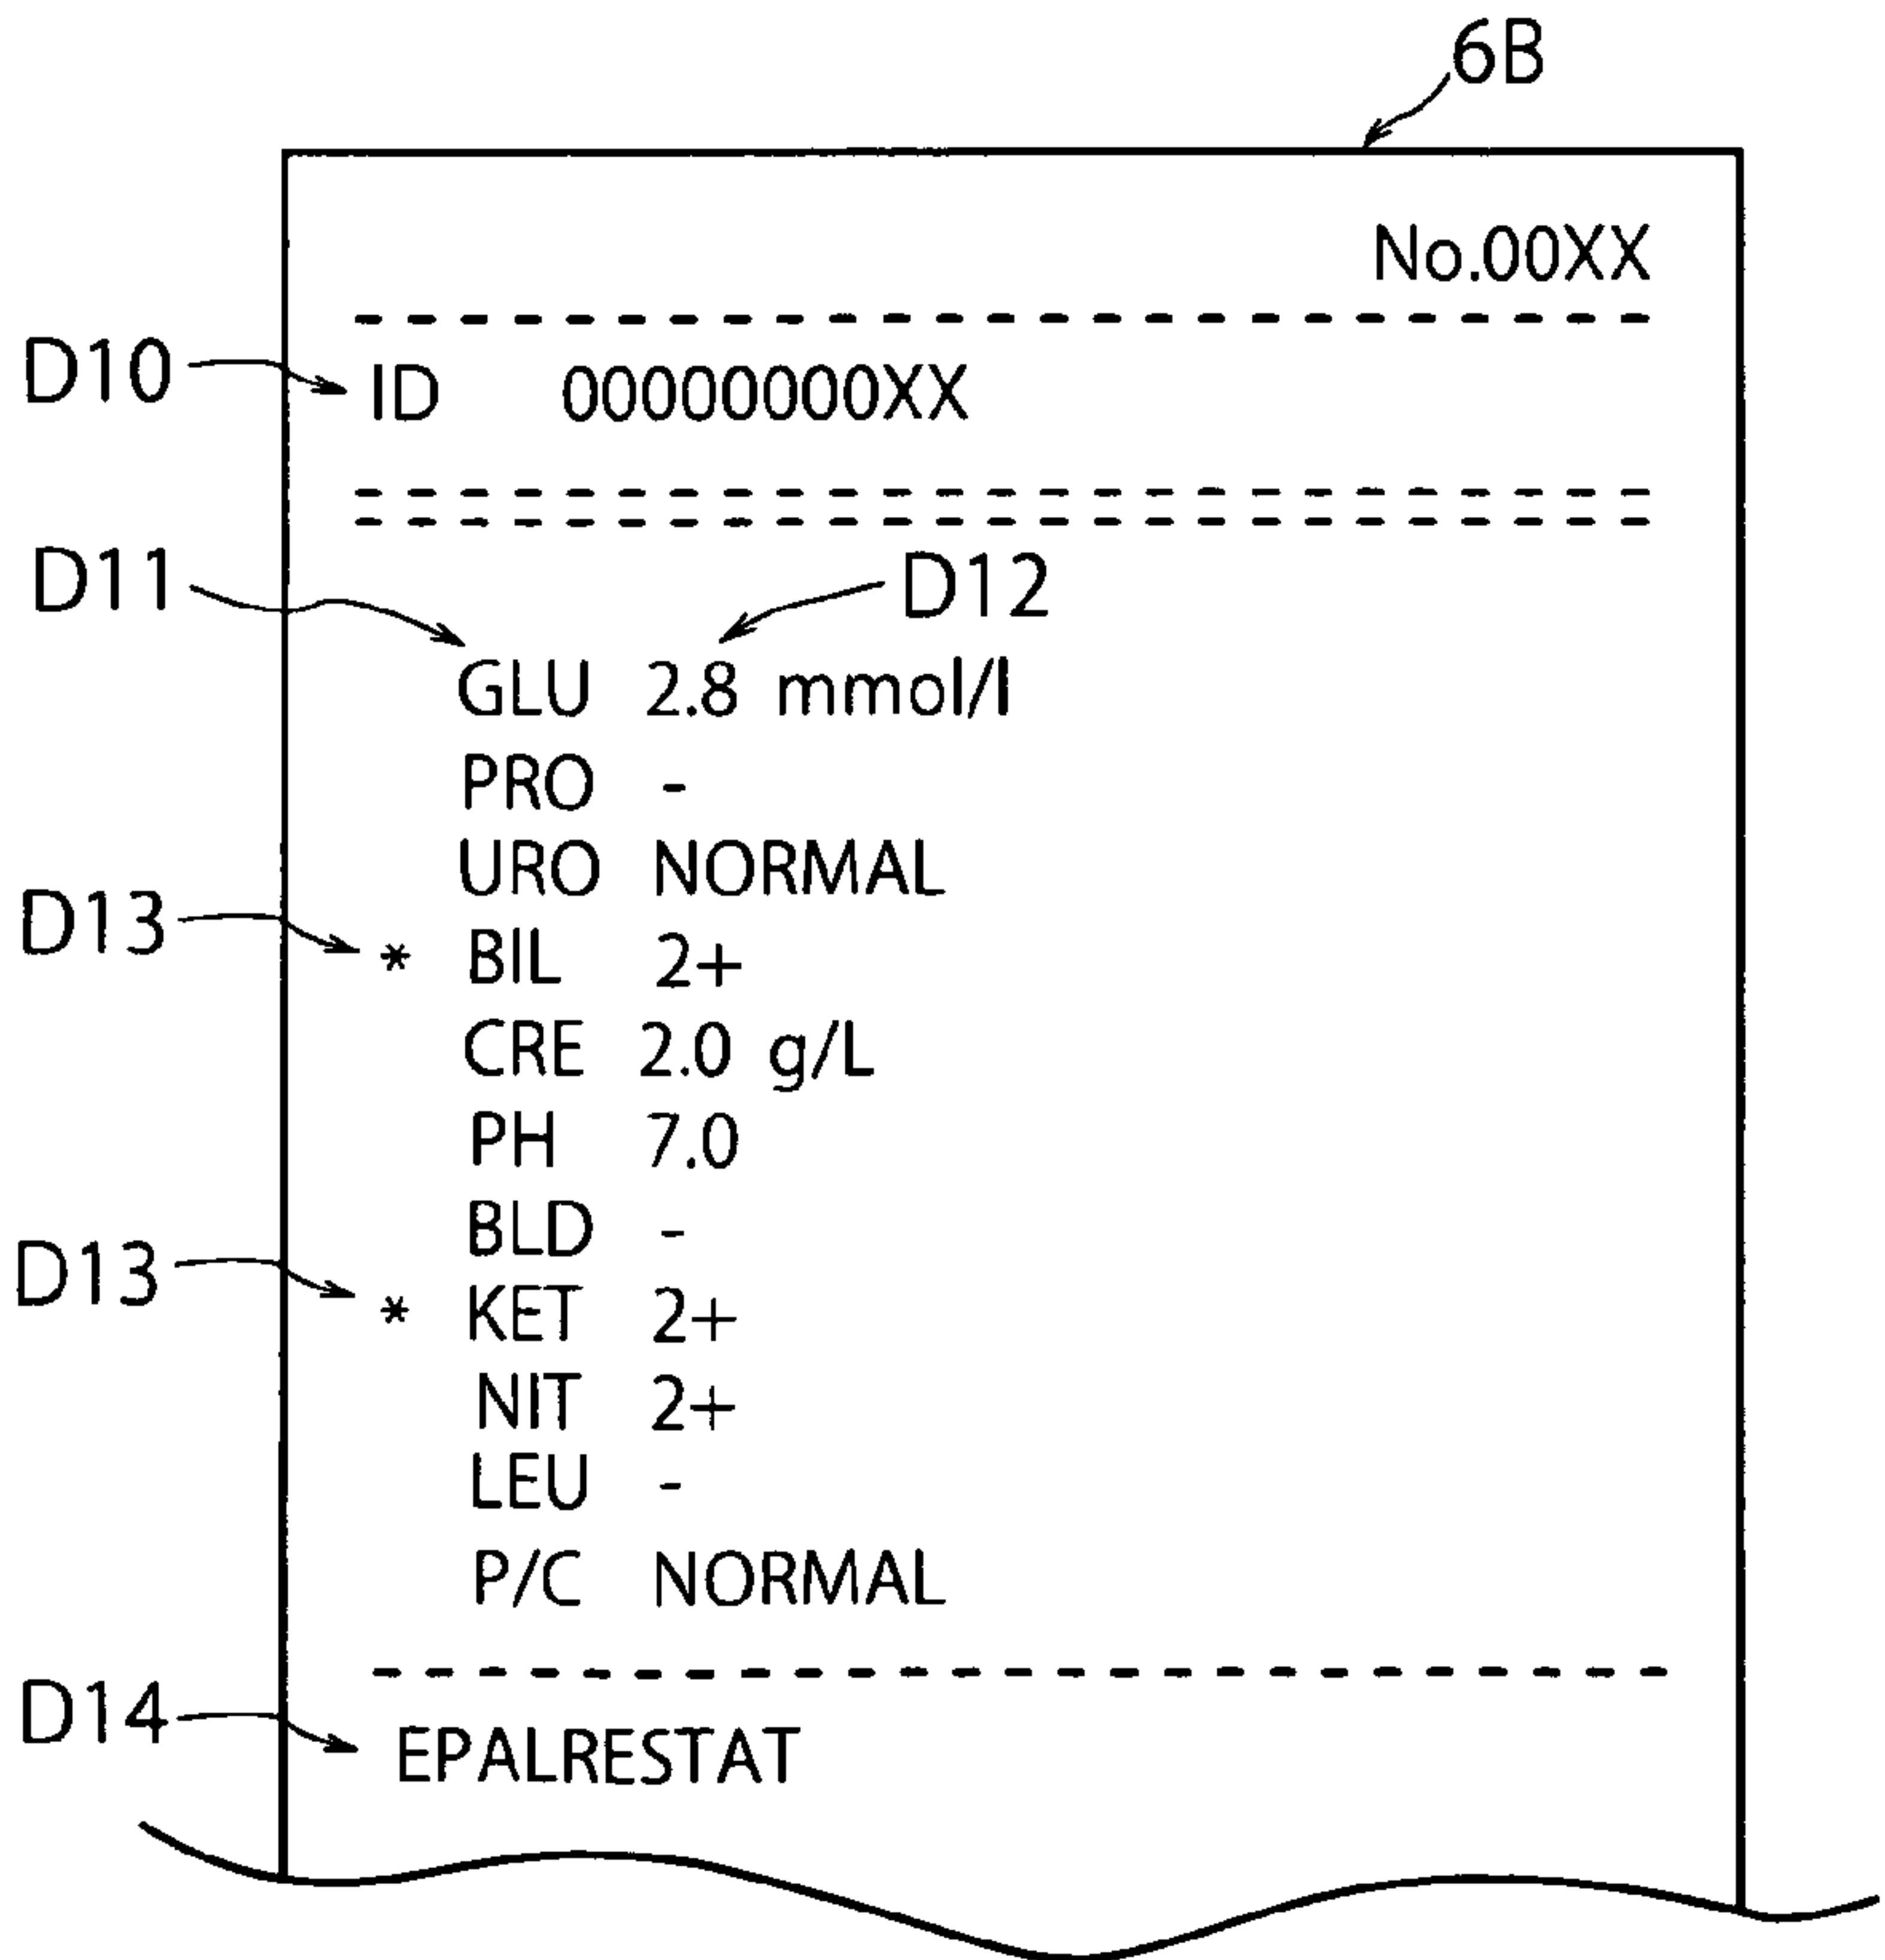 6B
No.00XX
D10
ID 00000000XX
D11
D12
GLU 2.8 mmol/l
PRO -
URO NORMAL
D13
* BIL 2+
CRE 2.0 g/L
PH 7.0
BLD -
D13
* KET 2+
NIT 2+
LEU -
P/C NORMAL
D14
EPALRESTAT